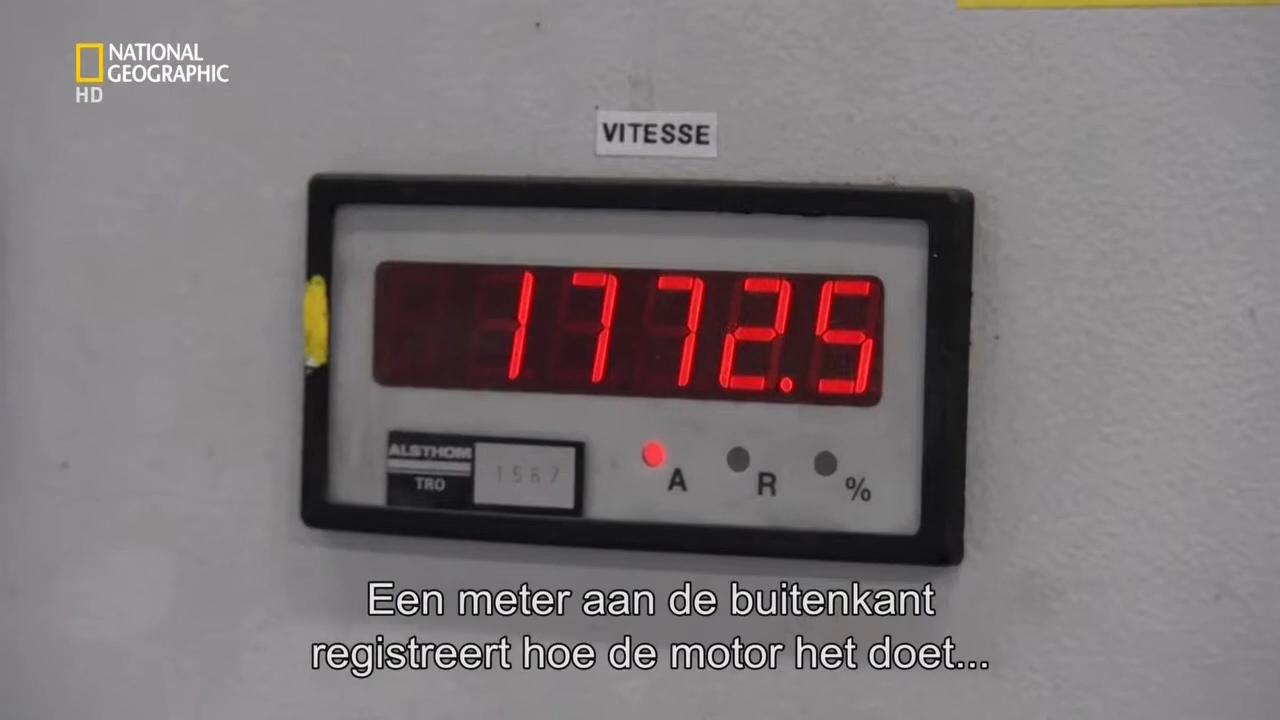 NATIONAL
GEOGRAPHIC
HD
VITESSE
1772.5
ALSTHOM
TRO
1567
A
R
%
Een meter aan de buitenkant
registreert hoe de motor het doet...